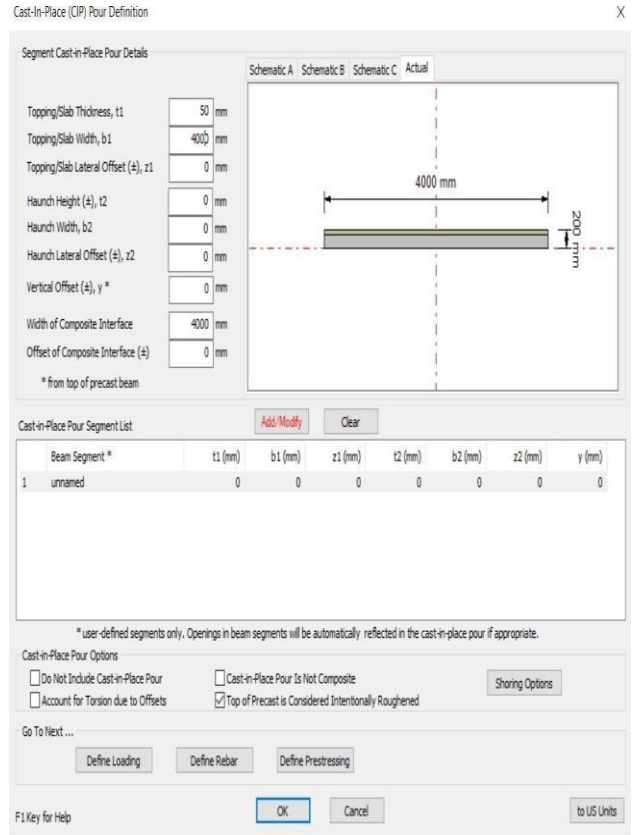 Cast-In-Place (CIP) Pour Definition X
Segment Cast-in-Place Pour Details
Schematic A Schematic B Schematic C Actual
Topping/Slab Thickness, t1 50 mm
Topping/Slab Width, b1 4000 mm
Topping/Slab Lateral Offset (±), z1 0 mm
Haunch Height (±), t2 0 mm
Haunch Width, b2 0 mm
Haunch Lateral Offset (±), z2 0 mm
Vertical Offset (±), y * 0 mm
Width of Composite Interface 4000 mm
Offset of Composite Interface (±) 0 mm
* from top of precast beam
4000 mm
200 mm
Cast-in-Place Pour Segment List Add/Modify Clear
Beam Segment * t1 (mm) b1 (mm) z1 (mm) t2 (mm) b2 (mm) z2 (mm) y (mm)
1 unnamed 0 0 0 0 0 0 0
* user-defined segments only. Openings in beam segments will be automatically reflected in the cast-in-place pour if appropriate.
Cast-in-Place Pour Options
Do Not Include Cast-in-Place Pour Cast-in-Place Pour Is Not Composite
Account for Torsion due to Offsets Top of Precast is Considered Intentionally Roughened
Shoring Options
Go To Next ...
Define Loading Define Rebar Define Prestressing
F1 Key for Help OK Cancel to US Units